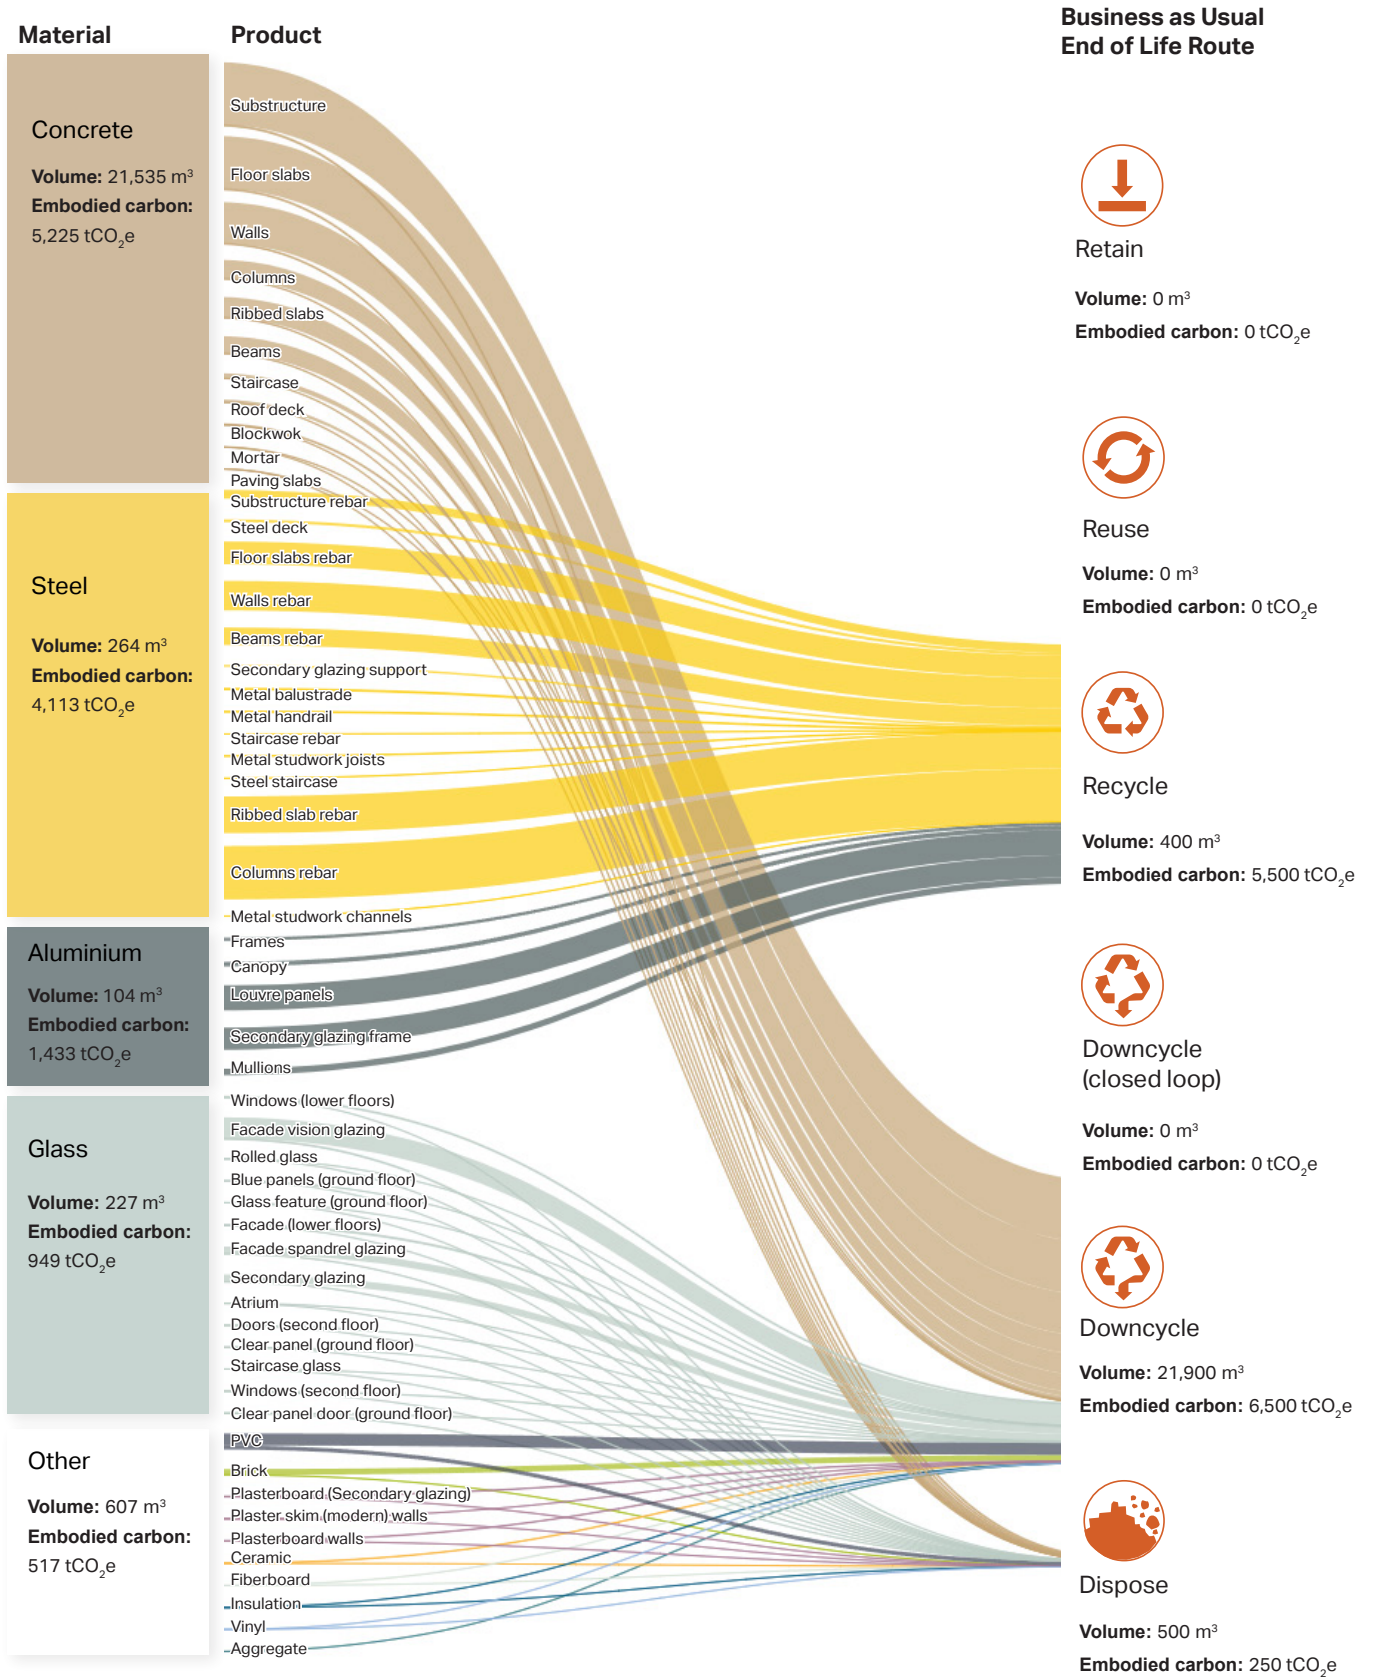 Material
Concrete
Volume: 21,535 m³
Embodied carbon:
5,225 tCO₂e
Steel
Volume: 264 m³
Embodied carbon:
4,113 tCO₂e
Aluminium
Volume: 104 m³
Embodied carbon:
1,433 tCO₂e
Glass
Volume: 227 m³
Embodied carbon:
949 tCO₂e
Other
Volume: 607 m³
Embodied carbon:
517 tCO₂e
Product
Substructure
Floor slabs
Walls
Columns
Ribbed slabs
Beams
Staircase
Roof deck
Blockwok
Mortar
Paving slabs
Substructure rebar
Steel deck
Floor slabs rebar
Walls rebar
Beams rebar
Secondary glazing support
Metal balustrade
Metal handrail
Staircase rebar
Metal studwork joists
Steel staircase
Ribbed slab rebar
Columns rebar
Metal studwork channels
Frames
Canopy
Louvre panels
Secondary glazing frame
Mullions
Windows (lower floors)
Facade vision glazing
Rolled glass
Blue panels (ground floor)
Glass feature (ground floor)
Facade (lower floors)
Facade spandrel glazing
Secondary glazing
Atrium
Doors (second floor)
Clear panel (ground floor)
Staircase glass
Windows (second floor)
Clear panel door (ground floor)
PVC
Brick
Plasterboard (Secondary glazing)
Plaster skim (modern) walls
Plasterboard walls
Ceramic
Fiberboard
Insulation
Vinyl
Aggregate
Business as Usual
End of Life Route
Retain
Volume: 0 m³
Embodied carbon: 0 tCO₂e
Reuse
Volume: 0 m³
Embodied carbon: 0 tCO₂e
Recycle
Volume: 400 m³
Embodied carbon: 5,500 tCO₂e
Downcycle
(closed loop)
Volume: 0 m³
Embodied carbon: 0 tCO₂e
Downcycle
Volume: 21,900 m³
Embodied carbon: 6,500 tCO₂e
Dispose
Volume: 500 m³
Embodied carbon: 250 tCO₂e